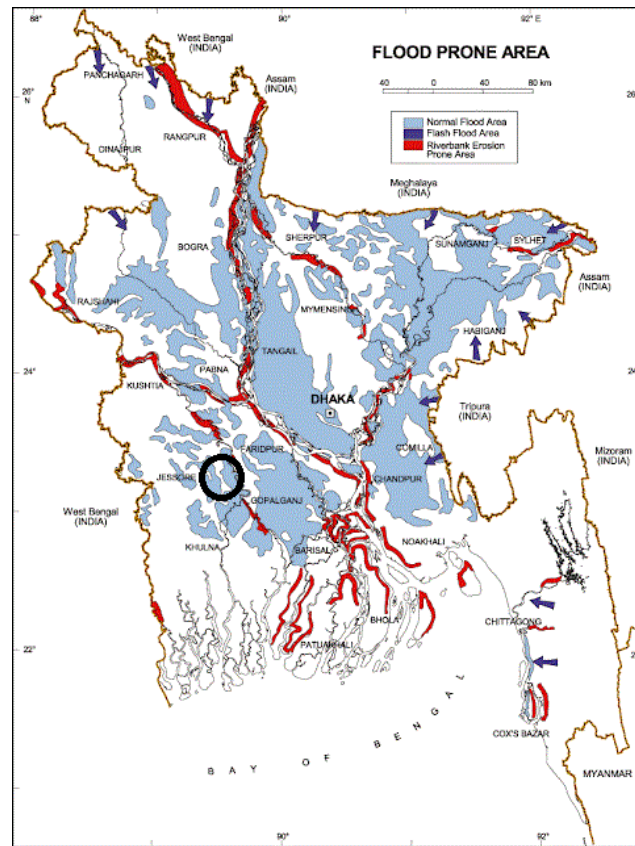 88°
90
92 E
West Bengal
(INDIA)
FLOOD PRONE AREA
PANCHAGARH
Assam
(INDIA)
40
0
40
80 km
26
N
26
Normal Flood Area
Flash Flood Area
Riverbank Erosion
Prone Area
RANGPUR
DINAJPUR
Meghalaya
(INDIA)
SHERPUR
SUNAMGANJ
SYLHET
BOGRA
Assam
(INDIA)
RAJSHAHI
MYMENSING
HABIGANJ
TANGAIL
PABNA
24
24
KUSHTIA
DHAKA
Tripura
(INDIA)
FARIDPUR
COMILLA
Mizoram
(INDIA)
JESSORE
CHANDPUR
GOPALGANJ
West Bengal
(INDIA)
KHULNA
BARISAL
NOAKHALI
BHOLA
CHITTAGONG
PATUAKHALI
22°
COX'S BAZAR
BAY OF BENGAL
MYANMAR
90°
92